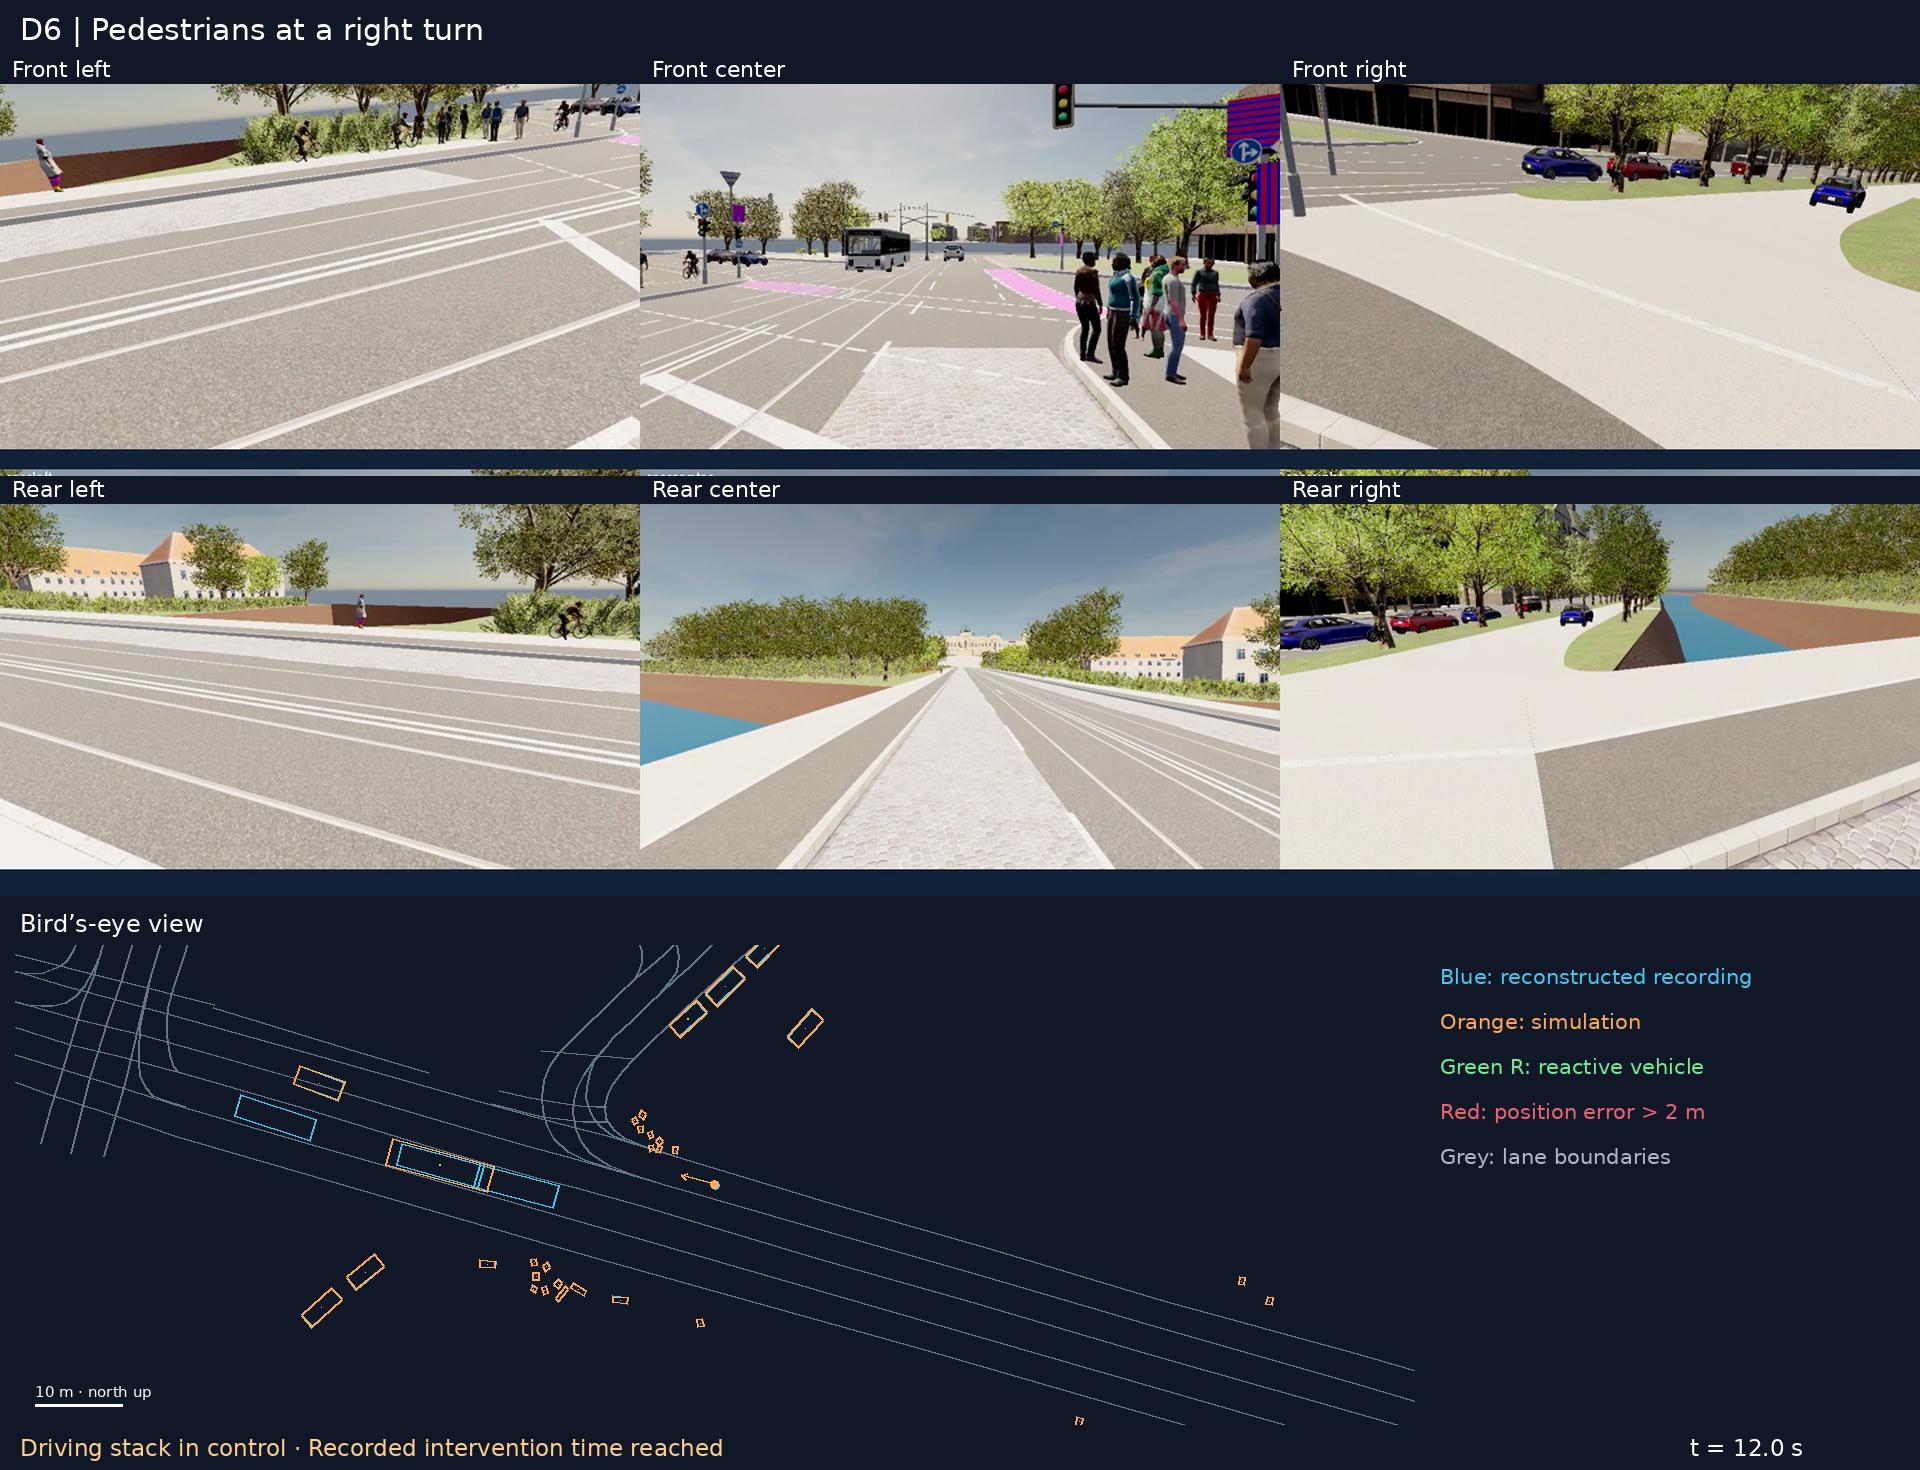 D6 | Pedestrians at a right turn
Front left
Front center
Front right
Rear left
Rear center
Rear right
Bird’s-eye view
Blue: reconstructed recording
Orange: simulation
Green R: reactive vehicle
Red: position error > 2 m
Grey: lane boundaries
10 m · north up
Driving stack in control · Recorded intervention time reached
t = 12.0 s